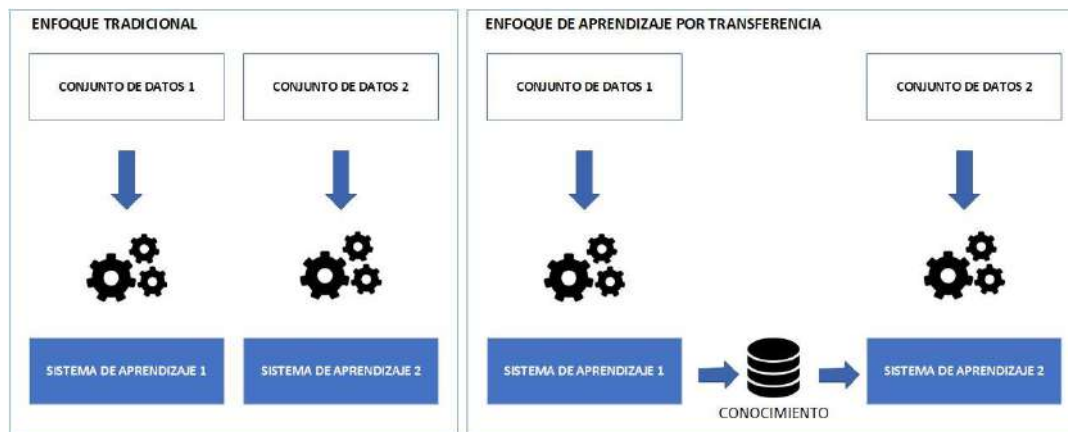 ENFOQUE TRADICIONAL
CONJUNTO DE DATOS 1
CONJUNTO DE DATOS 2
SISTEMA DE APRENDIZAJE 1
SISTEMA DE APRENDIZAJE 2
ENFOQUE DE APRENDIZAJE POR TRANSFERENCIA
CONJUNTO DE DATOS 1
CONJUNTO DE DATOS 2
SISTEMA DE APRENDIZAJE 1
SISTEMA DE APRENDIZAJE 2
CONOCIMIENTO